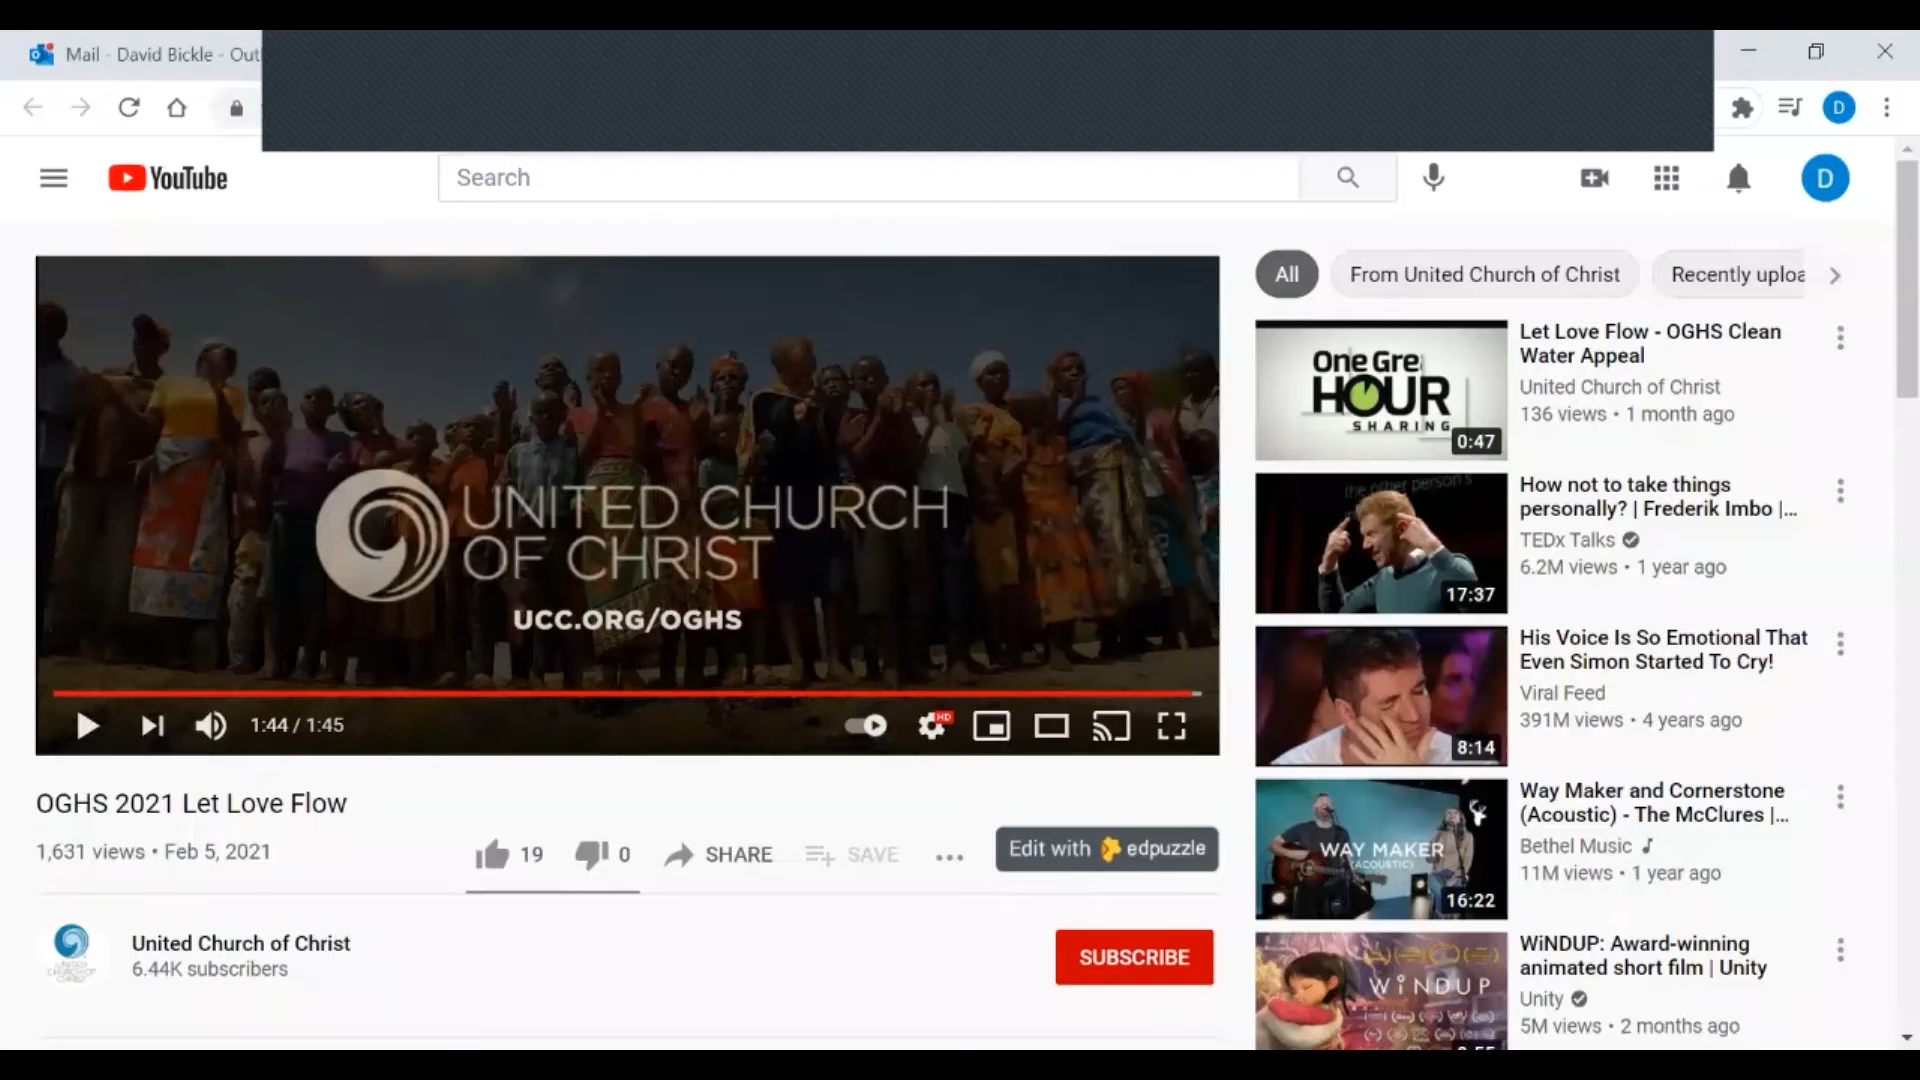 Mail - David Bickle - Out
D
YouTube
Search
D
UNITED CHURCH
OF CHRIST
UCC.ORG/OGHS
1:44 / 1:45
HD
OGHS 2021 Let Love Flow
1,631 views • Feb 5, 2021
19
0
SHARE
SAVE
Edit with edpuzzle
United Church of Christ
6.44K subscribers
SUBSCRIBE
All
From United Church of Christ
Recently uploa
One Gre
HOUR
SHARING
0:47
Let Love Flow - OGHS Clean
Water Appeal
United Church of Christ
136 views • 1 month ago
the other person's
17:37
How not to take things
personally? | Frederik Imbo |...
TEDx Talks
6.2M views • 1 year ago
8:14
His Voice Is So Emotional That
Even Simon Started To Cry!
Viral Feed
391M views • 4 years ago
WAY MAKER
(ACOUSTIC)
16:22
Way Maker and Cornerstone
(Acoustic) - The McClures |...
Bethel Music
11M views • 1 year ago
WiNDUP
WiNDUP: Award-winning
animated short film | Unity
Unity
5M views • 2 months ago